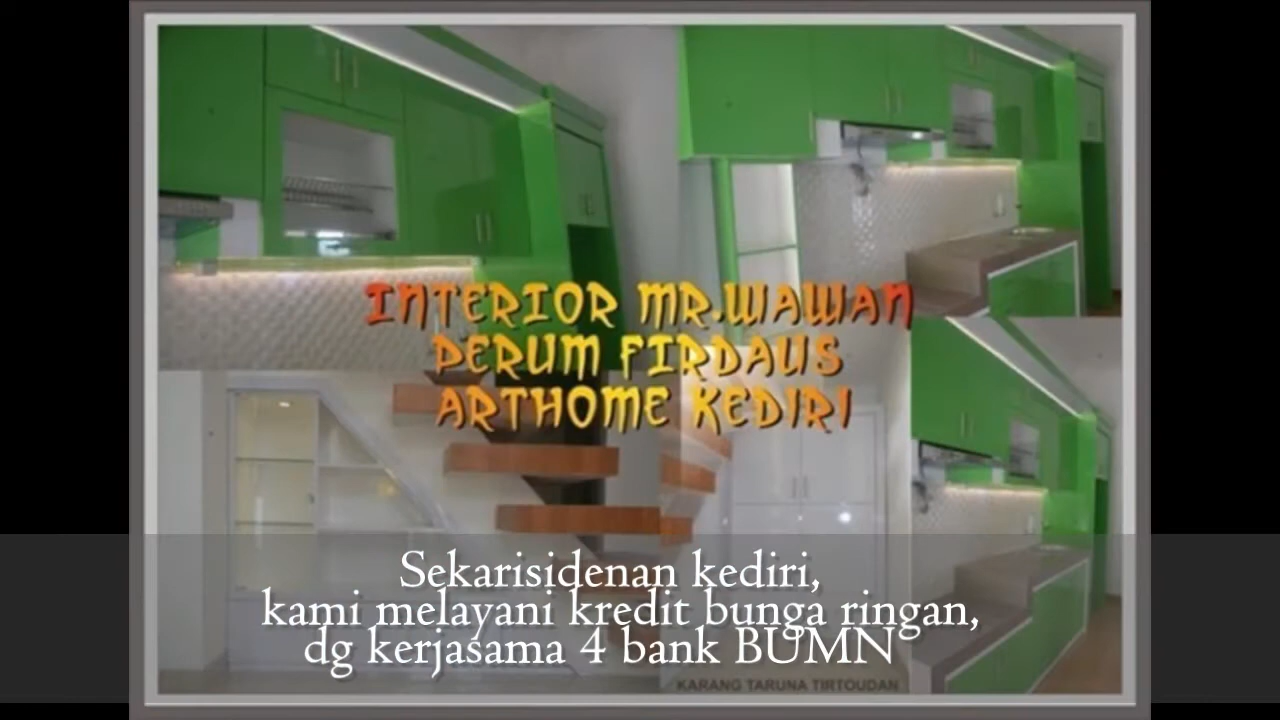 INTERIOR MR.WAWAN
PERUM FIRDAUS
ARTHOME KEDIRI
Sekarisidenan kediri,
kami melayani kredit bunga ringan,
dg kerjasama 4 bank BUMN
KARANG TARUNA TIRTOUDAN